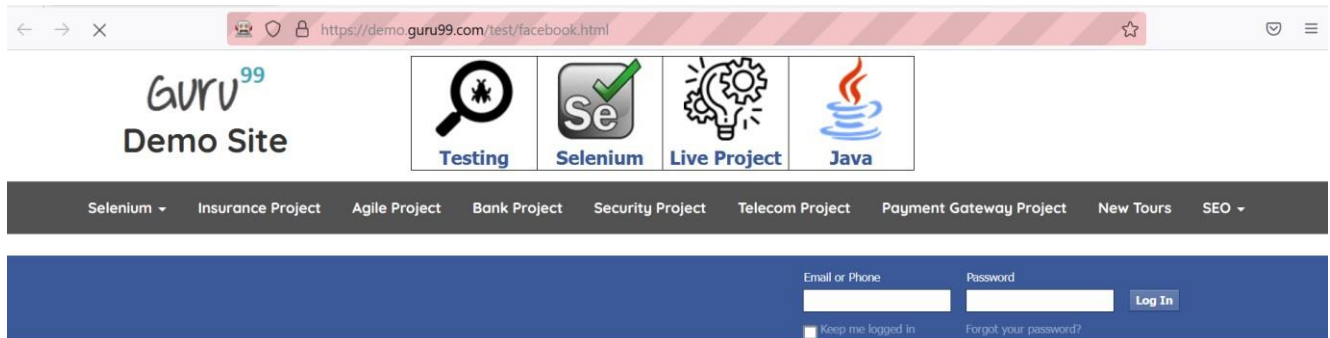 https://demo.guru99.com/test/facebook.html
Guru99
Demo Site
Se
Testing Selenium Live Project Java
Selenium Insurance Project Agile Project Bank Project Security Project Telecom Project Payment Gateway Project New Tours SEO
Email or Phone Password
Log In
Keep me logged in Forgot your password?